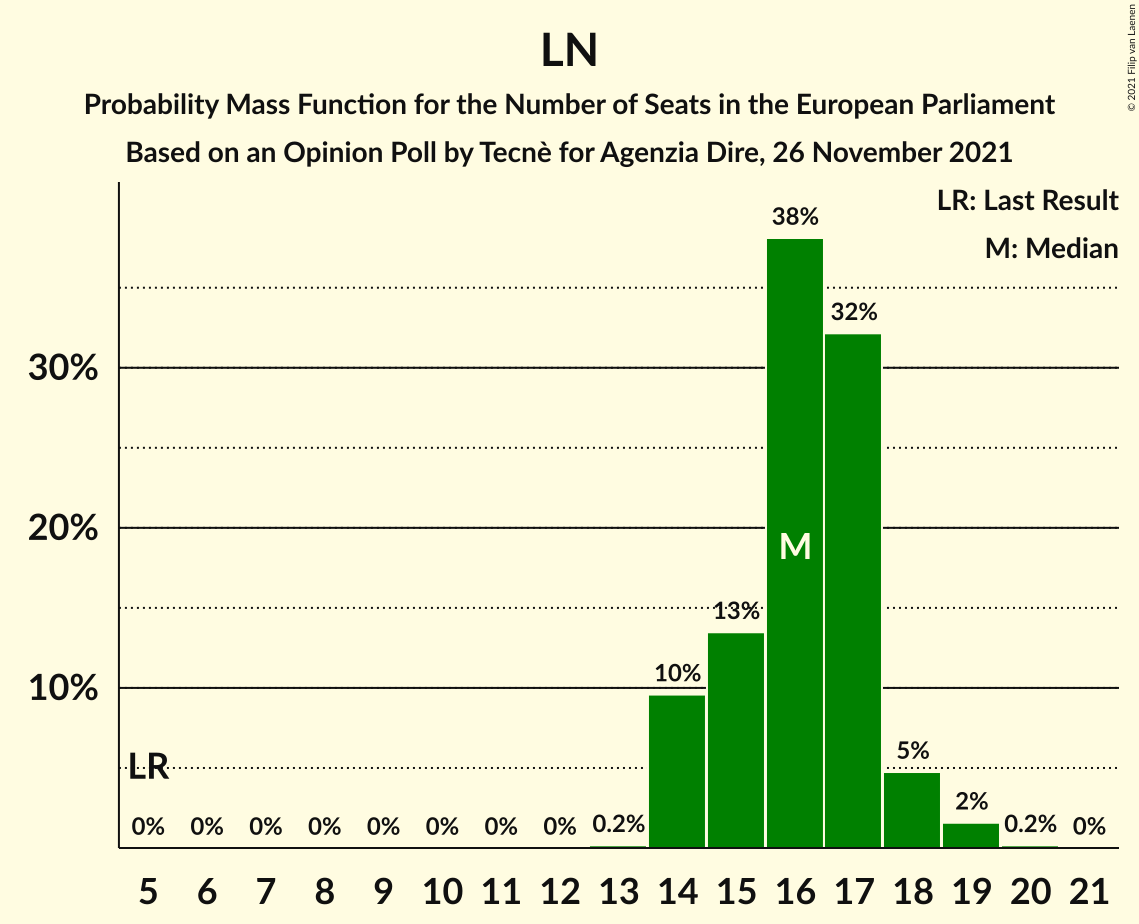 LN
Probability Mass Function for the Number of Seats in the European Parliament
Based on an Opinion Poll by Tecnè for Agenzia Dire, 26 November 2021
© 2021 Filip van Laenen
LR: Last Result
M: Median
38%
32%
30%
20%
M
13%
10%
10%
LR
5%
2%
0% 0% 0% 0% 0% 0% 0% 0% 0.2% 0.2% 0%
5 6 7 8 9 10 11 12 13 14 15 16 17 18 19 20 21